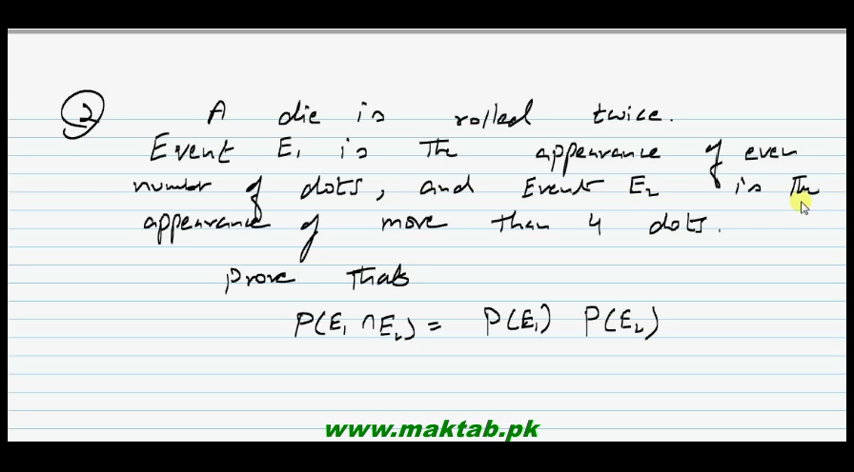 2 A die is rolled twice.
Event E₁ is the appearance of even
number of dots, and Event E₂ is the
appearance of more than 4 dots.
prove that
P(E₁ ∩ E₂) = P(E₁) P(E₂)
www.maktab.pk